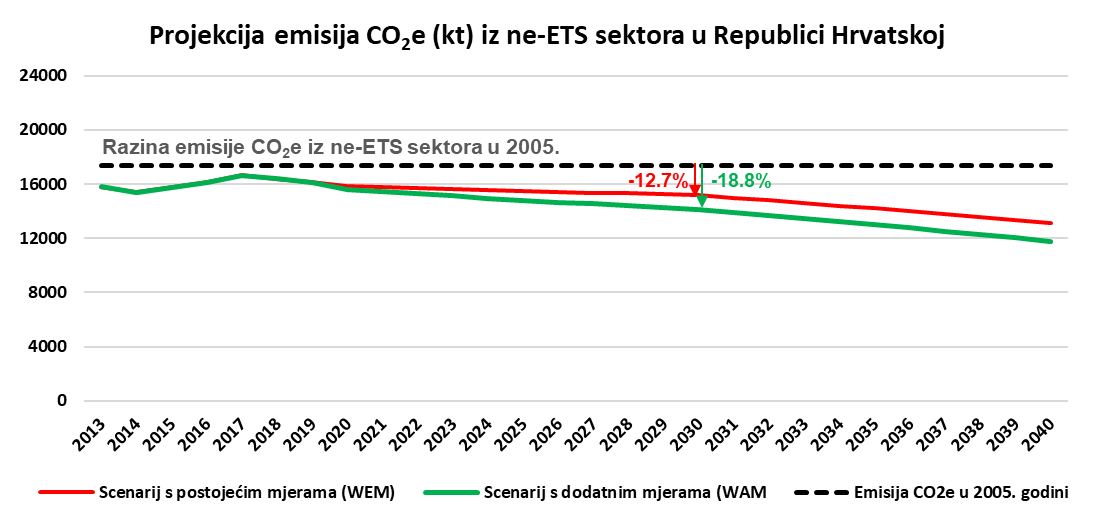 Projekcija emisija CO₂e (kt) iz ne-ETS sektora u Republici Hrvatskoj
24000
20000
Razina emisije CO₂e iz ne-ETS sektora u 2005.
16000
-12.7%
-18.8%
12000
8000
4000
0
2013 2014 2015 2016 2017 2018 2019 2020 2021 2022 2023 2024 2025 2026 2027 2028 2029 2030 2031 2032 2033 2034 2035 2036 2037 2038 2039 2040
Scenarij s postojećim mjerama (WEM) Scenarij s dodatnim mjerama (WAM Emisija CO2e u 2005. godini